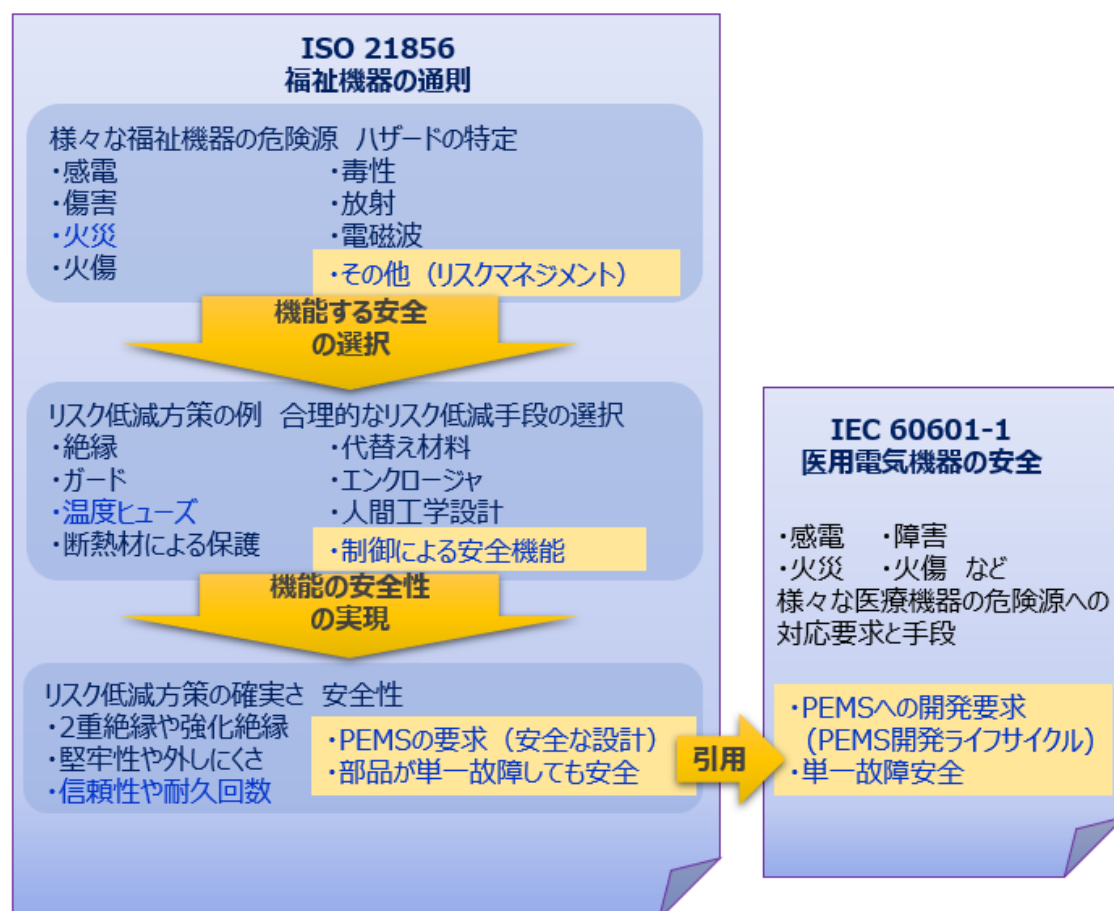 ISO 21856
福祉機器の通則
様々な福祉機器の危険源 ハザードの特定
・感電
・傷害
・火災
・火傷
・毒性
・放射
・電磁波
・その他（リスクマネジメント）
機能する安全
の選択
リスク低減方策の例 合理的なリスク低減手段の選択
・絶縁
・ガード
・温度ヒューズ
・断熱材による保護
・代替え材料
・エンクロージャ
・人間工学設計
・制御による安全機能
機能の安全性
の実現
リスク低減方策の確実さ 安全性
・2重絶縁や強化絶縁
・堅牢性や外しにくさ
・信頼性や耐久回数
・PEMSの要求（安全な設計）
・部品が単一故障しても安全
引用
IEC 60601-1
医用電気機器の安全
・感電 ・障害
・火災 ・火傷 など
様々な医療機器の危険源への
対応要求と手段
・PEMSへの開発要求
（PEMS開発ライフサイクル）
・単一故障安全